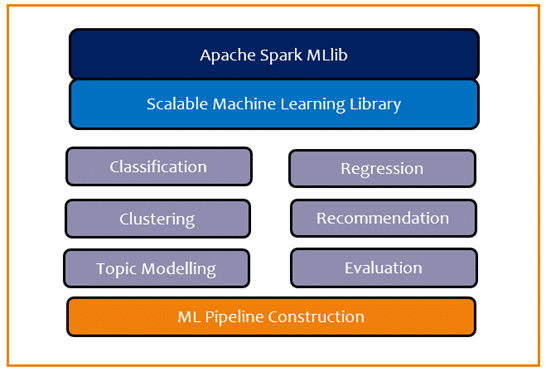 Apache Spark MLlib
Scalable Machine Learning Library
Classification
Regression
Clustering
Recommendation
Topic Modelling
Evaluation
ML Pipeline Construction